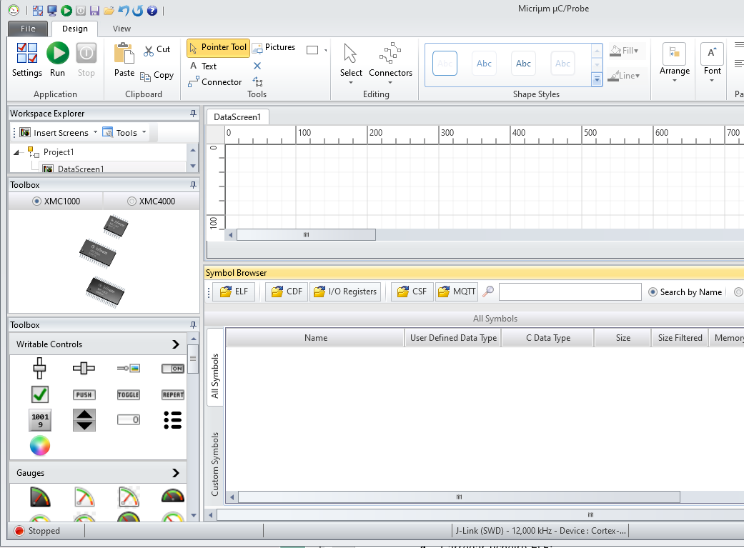 Micriµm µC/Probe
File Design View
Settings Run Stop
Application
Paste Cut Copy
Clipboard
Pointer Tool Pictures
Text
Connector
Tools
Select Connectors
Editing
Abc Abc Abc Abc
Shape Styles
Fill
Line
Arrange
A
Font
Pa
Workspace Explorer
Insert Screens Tools
Project1
DataScreen1
Toolbox
XMC1000 XMC4000
Toolbox
Writable Controls
ON
PUSH TOGGLE REPEAT
1001
9
0
Gauges
DataScreen1
0 100 200 300 400 500 600 700
0
100
Symbol Browser
ELF CDF I/O Registers CSF MQTT Search by Name
All Symbols
Name User Defined Data Type C Data Type Size Size Filtered Memory
All Symbols
Custom Symbols
Stopped
J-Link (SWD) - 12,000 kHz - Device : Cortex-...